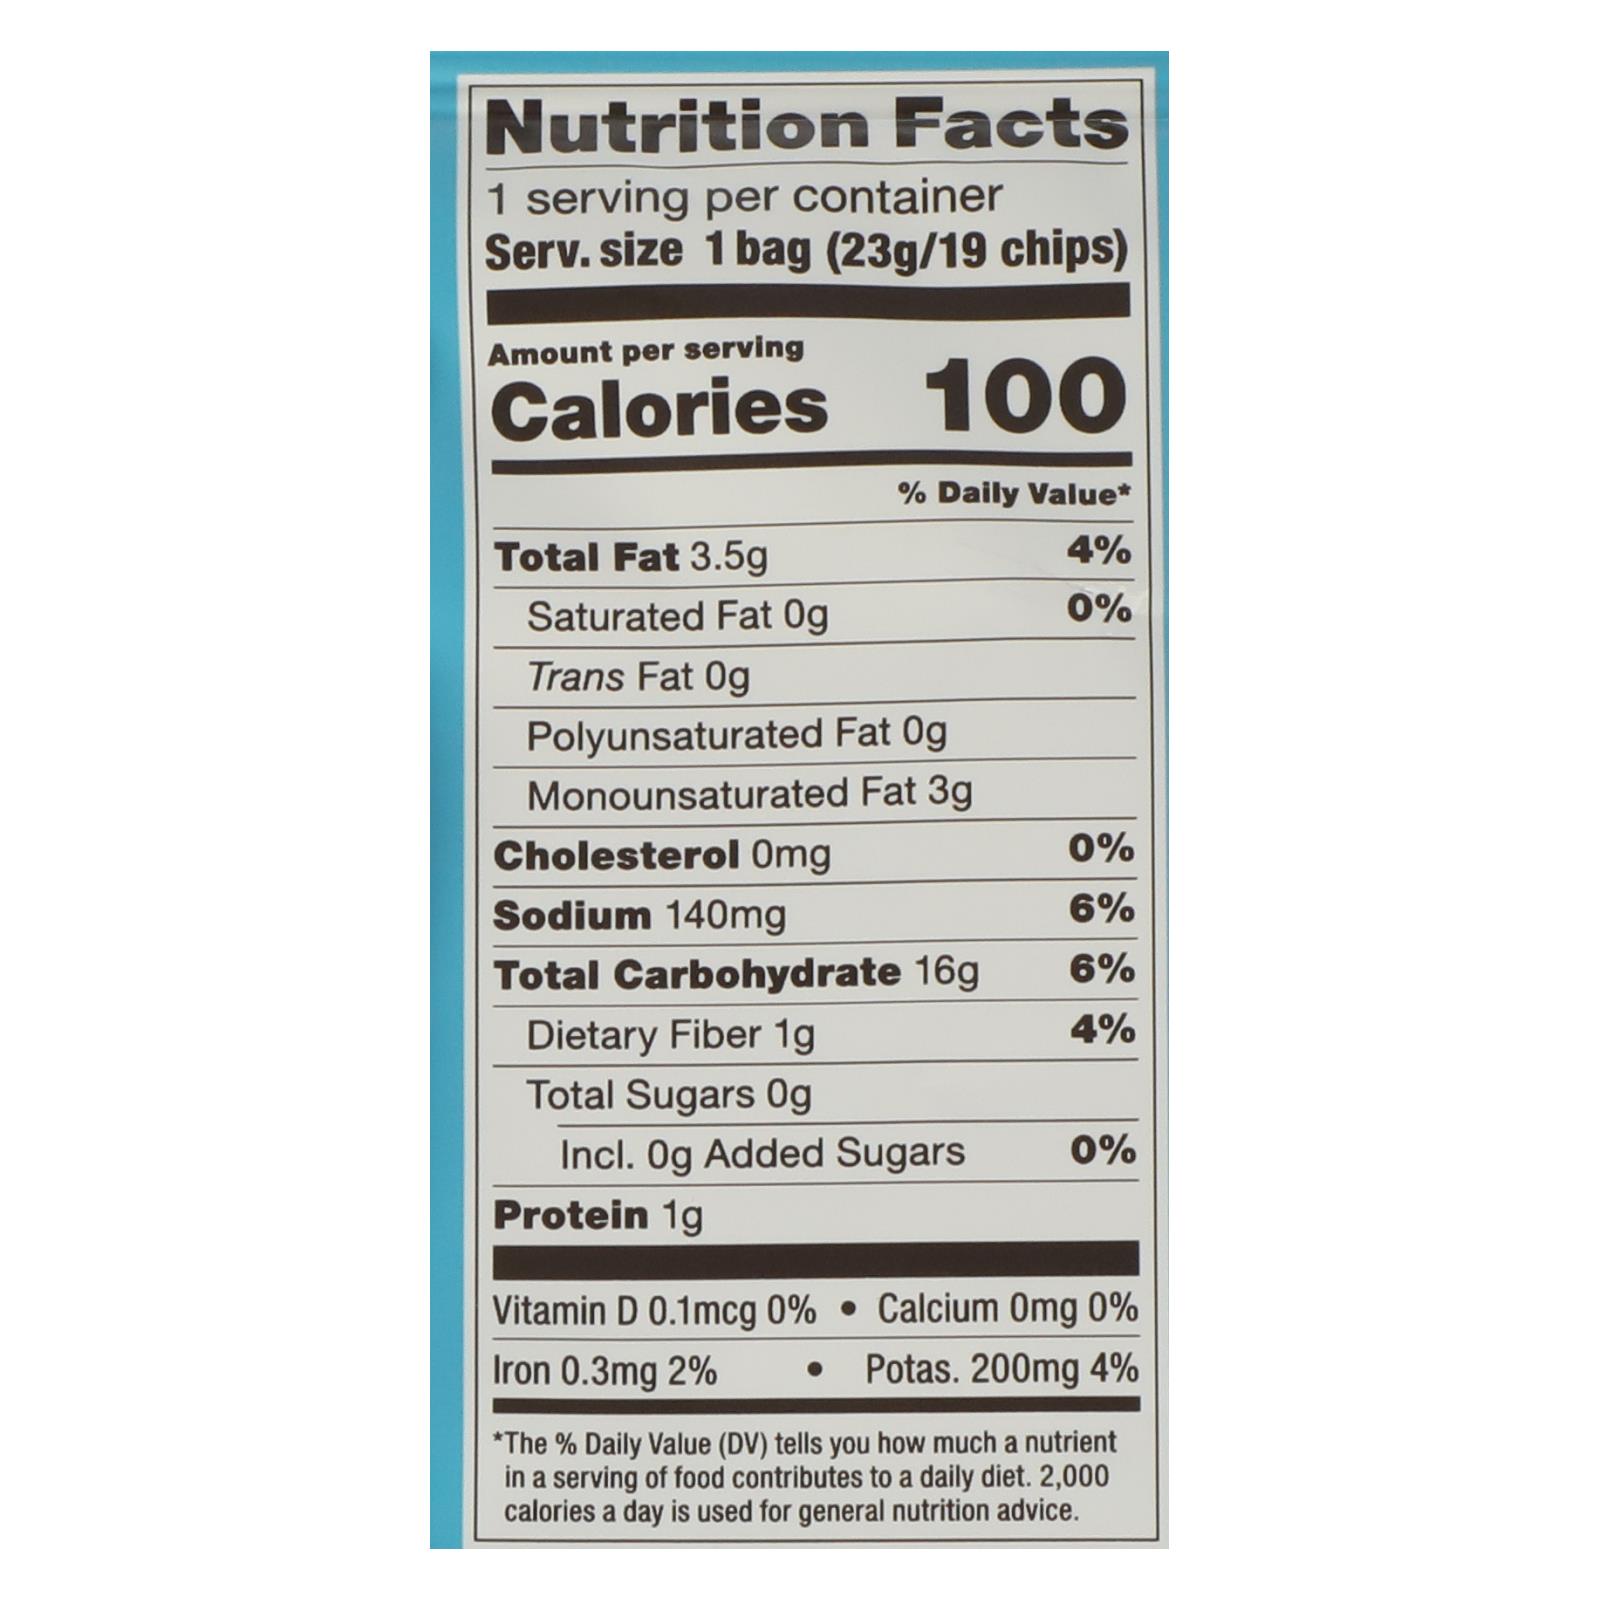 Nutrition Facts
1 serving per container
Serv. size 1 bag (23g/19 chips)
Amount per serving
Calories 100
% Daily Value*
Total Fat 3.5g 4%
Saturated Fat 0g 0%
Trans Fat 0g
Polyunsaturated Fat 0g
Monounsaturated Fat 3g
Cholesterol 0mg 0%
Sodium 140mg 6%
Total Carbohydrate 16g 6%
Dietary Fiber 1g 4%
Total Sugars 0g
Incl. 0g Added Sugars 0%
Protein 1g
Vitamin D 0.1mcg 0% • Calcium 0mg 0%
Iron 0.3mg 2% • Potas. 200mg 4%
*The % Daily Value (DV) tells you how much a nutrient
in a serving of food contributes to a daily diet. 2,000
calories a day is used for general nutrition advice.